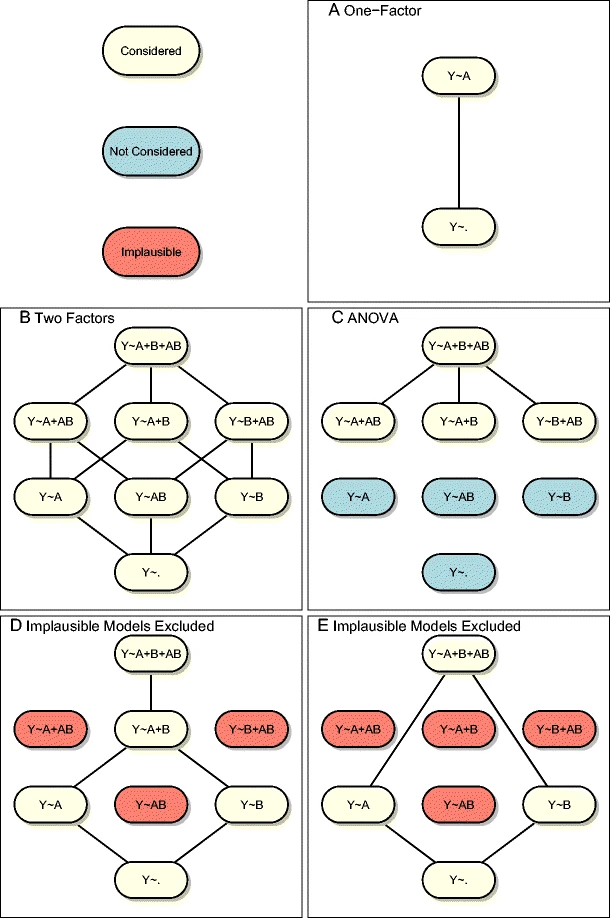 Considered
Not Considered
Implausible
A One−Factor
Y~A
Y~.
B Two Factors
Y~A+B+AB
Y~A+AB
Y~A+B
Y~B+AB
Y~A
Y~AB
Y~B
Y~.
C ANOVA
Y~A+B+AB
Y~A+AB
Y~A+B
Y~B+AB
Y~A
Y~AB
Y~B
Y~.
D Implausible Models Excluded
Y~A+B+AB
Y~A+AB
Y~A+B
Y~B+AB
Y~A
Y~AB
Y~B
Y~.
E Implausible Models Excluded
Y~A+B+AB
Y~A+AB
Y~A+B
Y~B+AB
Y~A
Y~AB
Y~B
Y~.